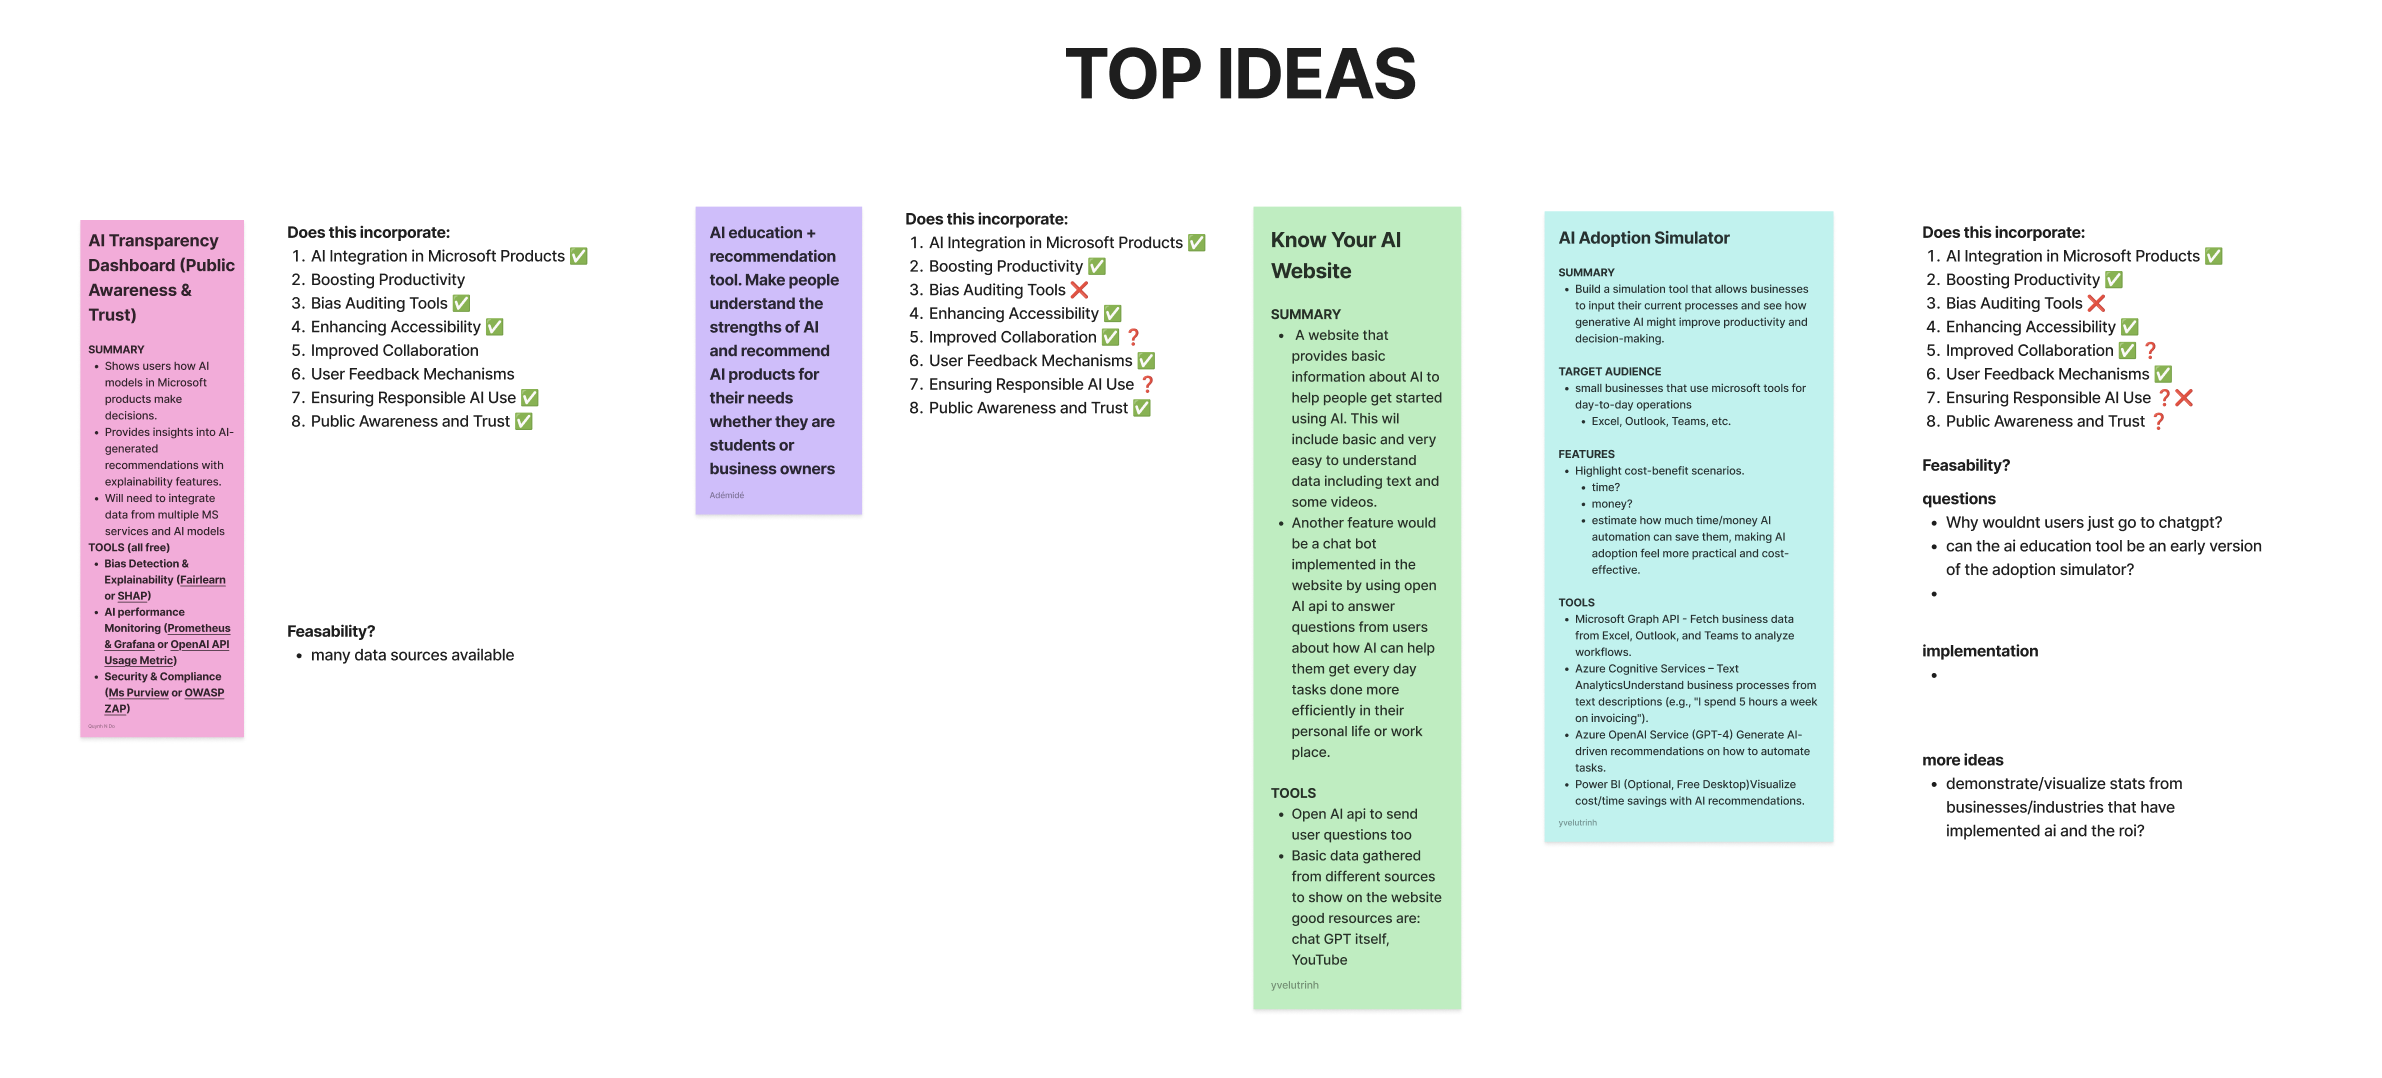 TOP IDEAS
AI Transparency
Dashboard (Public
Awareness &
Trust)
SUMMARY
• Shows users how AI
models in Microsoft
products make
decisions.
• Provides insights into AI-
generated
recommendations with
explainability features.
• Will need to integrate
data from multiple MS
services and AI models
TOOLS (all free)
• Bias Detection &
Explainability (Fairlearn
or SHAP)
• AI performance
Monitoring (Prometheus
& Grafana or OpenAI API
Usage Metric)
• Security & Compliance
(Ms Purview or OWASP
ZAP)
Quynh N Do
Does this incorporate:
1. AI Integration in Microsoft Products ✅
2. Boosting Productivity
3. Bias Auditing Tools ✅
4. Enhancing Accessibility ✅
5. Improved Collaboration
6. User Feedback Mechanisms
7. Ensuring Responsible AI Use ✅
8. Public Awareness and Trust ✅
Feasability?
• many data sources available
AI education +
recommendation
tool. Make people
understand the
strengths of AI
and recommend
AI products for
their needs
whether they are
students or
business owners
Adémidé
Does this incorporate:
1. AI Integration in Microsoft Products ✅
2. Boosting Productivity ✅
3. Bias Auditing Tools ❌
4. Enhancing Accessibility ✅
5. Improved Collaboration ✅ ❓
6. User Feedback Mechanisms ✅
7. Ensuring Responsible AI Use ❓
8. Public Awareness and Trust ✅
Know Your AI
Website
SUMMARY
• A website that
provides basic
information about AI to
help people get started
using AI. This wil
include basic and very
easy to understand
data including text and
some videos.
• Another feature would
be a chat bot
implemented in the
website by using open
AI api to answer
questions from users
about how AI can help
them get every day
tasks done more
efficiently in their
personal life or work
place.
TOOLS
• Open AI api to send
user questions too
• Basic data gathered
from different sources
to show on the website
good resources are:
chat GPT itself,
YouTube
yvelutrinh
AI Adoption Simulator
SUMMARY
• Build a simulation tool that allows businesses
to input their current processes and see how
generative AI might improve productivity and
decision-making.
TARGET AUDIENCE
• small businesses that use microsoft tools for
day-to-day operations
• Excel, Outlook, Teams, etc.
FEATURES
• Highlight cost-benefit scenarios.
• time?
• money?
• estimate how much time/money AI
automation can save them, making AI
adoption feel more practical and cost-
effective.
TOOLS
• Microsoft Graph API - Fetch business data
from Excel, Outlook, and Teams to analyze
workflows.
• Azure Cognitive Services – Text
AnalyticsUnderstand business processes from
text descriptions (e.g., "I spend 5 hours a week
on invoicing").
• Azure OpenAI Service (GPT-4) Generate AI-
driven recommendations on how to automate
tasks.
• Power BI (Optional, Free Desktop)Visualize
cost/time savings with AI recommendations.
yvelutrinh
Does this incorporate:
1. AI Integration in Microsoft Products ✅
2. Boosting Productivity ✅
3. Bias Auditing Tools ❌
4. Enhancing Accessibility ✅
5. Improved Collaboration ✅ ❓
6. User Feedback Mechanisms ✅
7. Ensuring Responsible AI Use ❓❌
8. Public Awareness and Trust ❓
Feasability?
questions
• Why wouldnt users just go to chatgpt?
• can the ai education tool be an early version
of the adoption simulator?
•
implementation
•
more ideas
• demonstrate/visualize stats from
businesses/industries that have
implemented ai and the roi?